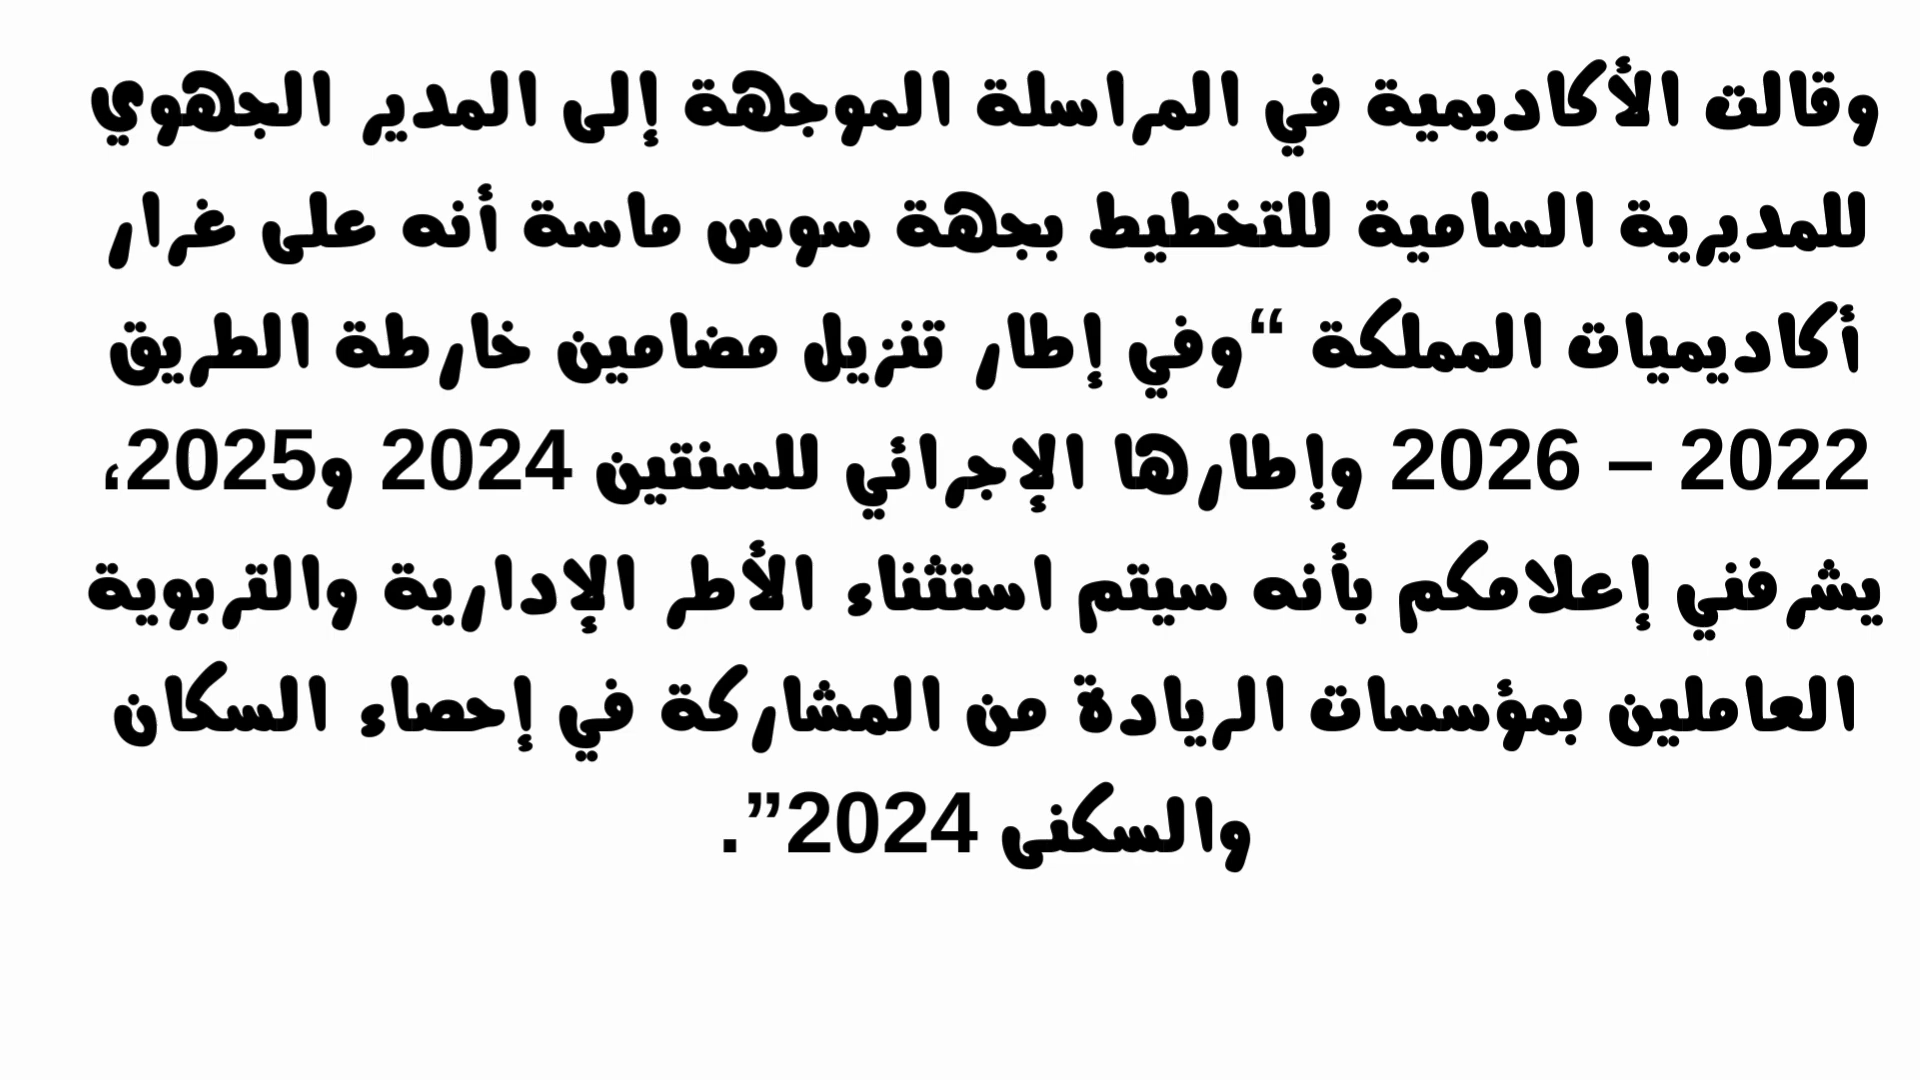 وقالت الأكاديمية في المراسلة الموجهة إلى المدير الجهوي
للمديرية السامية للتخطيط بجهة سوس ماسة أنه على غرار
أكاديميات المملكة “وفي إطار تنزيل مضامين خارطة الطريق
2022 – 2026 وإطارها الإجرائي للسنتين 2024 و2025،
يشرفني إعلامكم بأنه سيتم استثناء الأطر الإدارية والتربوية
العاملين بمؤسسات الريادة من المشاركة في إحصاء السكان
والسكنى 2024”.